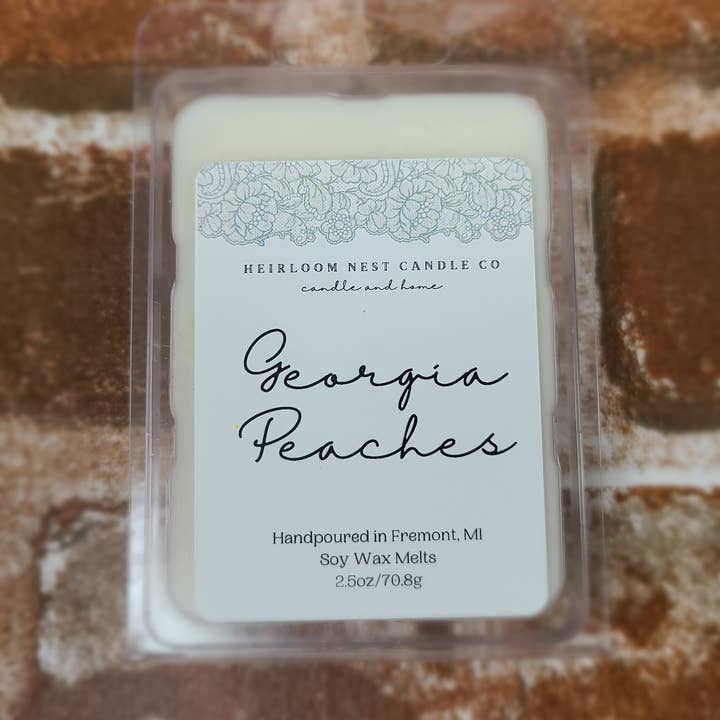 HEIRLOOM NEST CANDLE CO
candle and home
Georgia
Peaches
Handpoured in Fremont, MI
Soy Wax Melts
2.5oz/70.8g